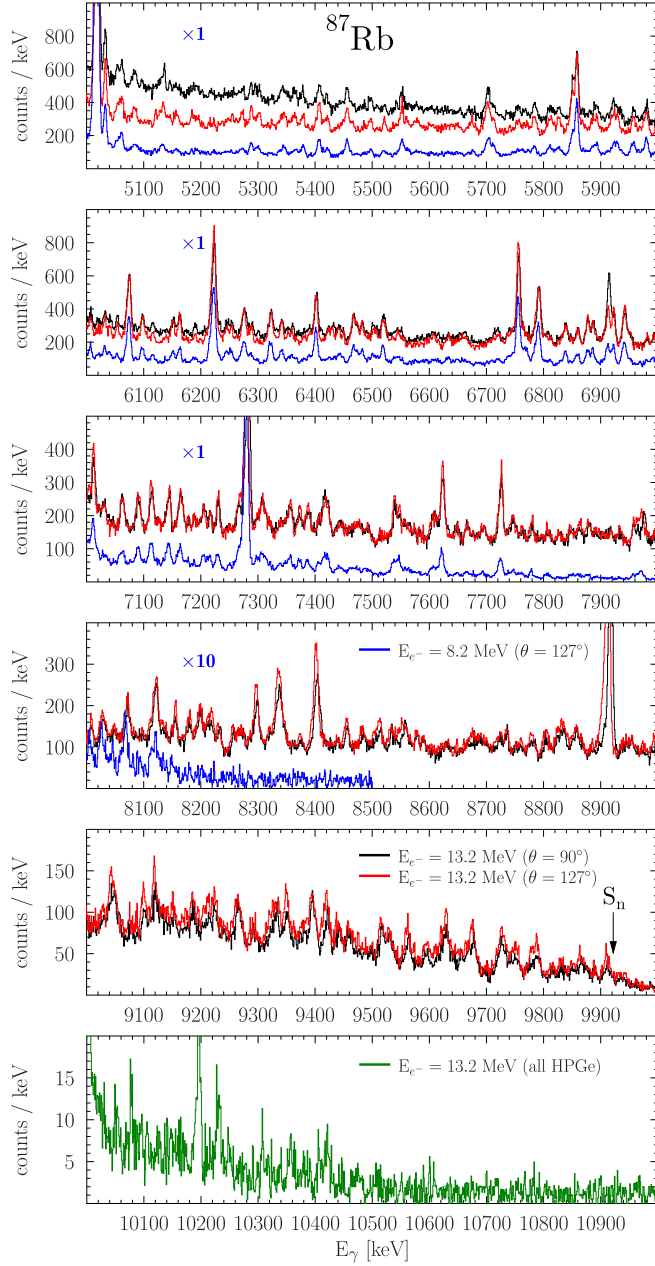 ⁸⁷Rb
×1
counts / keV
800
600
400
200
5100 5200 5300 5400 5500 5600 5700 5800 5900
×1
counts / keV
800
600
400
200
6100 6200 6300 6400 6500 6600 6700 6800 6900
×1
counts / keV
400
300
200
100
7100 7200 7300 7400 7500 7600 7700 7800 7900
×10
E_{e⁻} = 8.2 MeV (θ = 127°)
counts / keV
300
200
100
8100 8200 8300 8400 8500 8600 8700 8800 8900
E_{e⁻} = 13.2 MeV (θ = 90°)
E_{e⁻} = 13.2 MeV (θ = 127°)
Sₙ
counts / keV
150
100
50
9100 9200 9300 9400 9500 9600 9700 9800 9900
E_{e⁻} = 13.2 MeV (all HPGe)
counts / keV
15
10
5
10100 10200 10300 10400 10500 10600 10700 10800 10900
E_γ [keV]